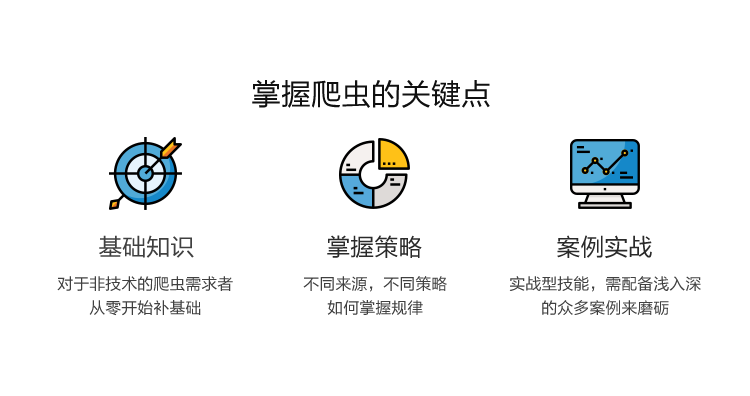 掌握爬虫的关键点
基础知识
对于非技术的爬虫需求者
从零开始补基础
掌握策略
不同来源，不同策略
如何掌握规律
案例实战
实战型技能，需配备浅入深
的众多案例来磨砺